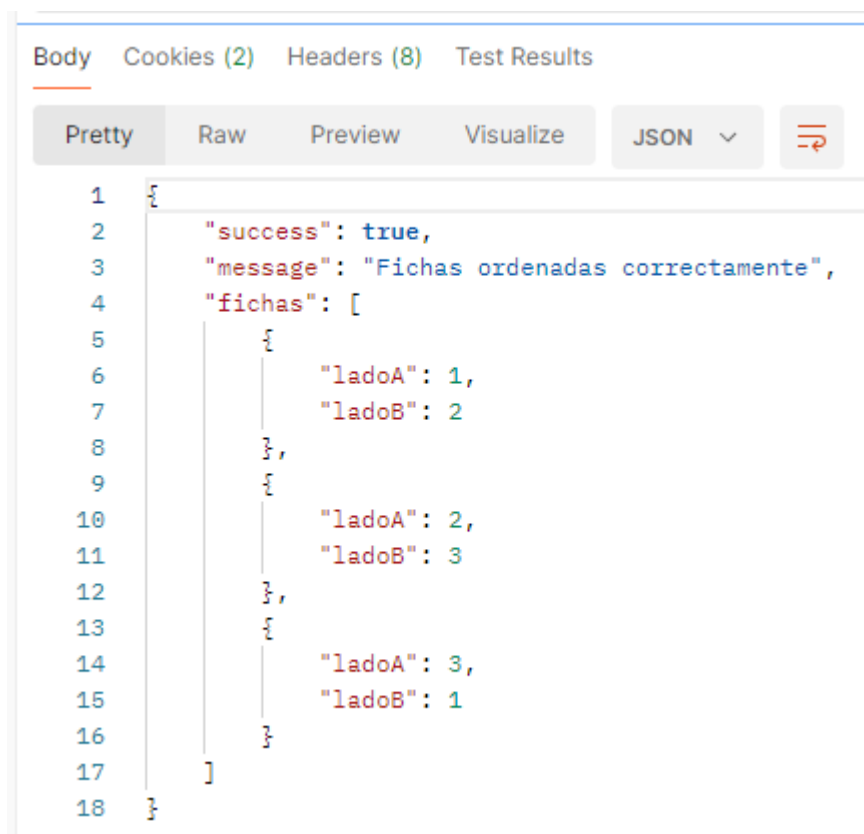 Body Cookies (2) Headers (8) Test Results
Pretty Raw Preview Visualize JSON
1 {
2 "success": true,
3 "message": "Fichas ordenadas correctamente",
4 "fichas": [
5 {
6 "ladoA": 1,
7 "ladoB": 2
8 },
9 {
10 "ladoA": 2,
11 "ladoB": 3
12 },
13 {
14 "ladoA": 3,
15 "ladoB": 1
16 }
17 ]
18 }